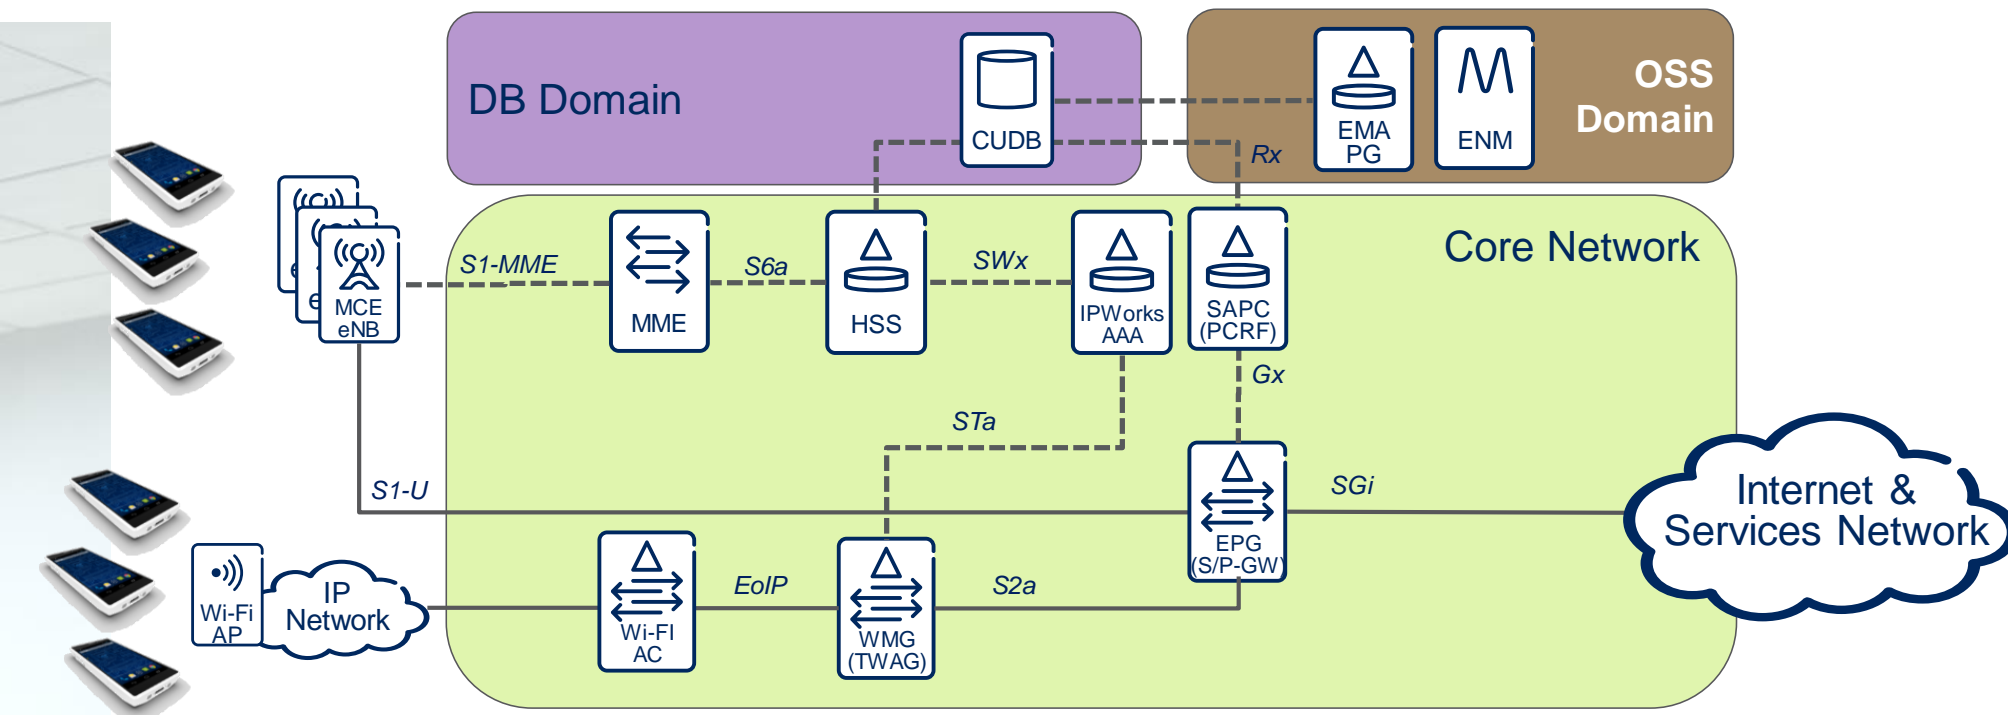 DB Domain
CUDB
EMA
PG
ENM
OSS
Domain
Rx
Core Network
e
e
MCE
eNB
S1-MME
MME
S6a
HSS
SWx
IPWorks
AAA
SAPC
(PCRF)
Gx
STa
S1-U
EPG
(S/P-GW)
SGi
Internet &
Services Network
Wi-Fi
AP
IP
Network
Wi-FI
AC
EoIP
WMG
(TWAG)
S2a